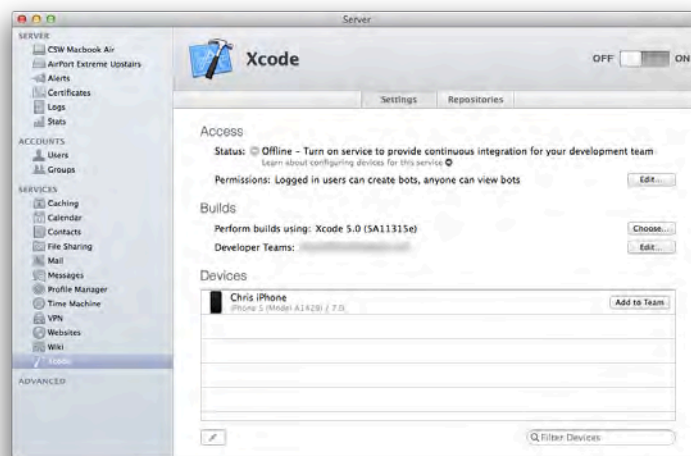 Server
SERVER
CSW Macbook Air
AirPort Extreme Upstairs
Alerts
Certificates
Logs
Stats
ACCOUNTS
Users
Groups
SERVICES
Caching
Calendar
Contacts
File Sharing
Mail
Messages
Profile Manager
Time Machine
VPN
Websites
Wiki
Xcode
ADVANCED
Xcode
OFF ON
Settings Repositories
Access
Status: Offline – Turn on service to provide continuous integration for your development team
Learn about configuring devices for this service
Permissions: Logged in users can create bots, anyone can view bots Edit...
Builds
Perform builds using: Xcode 5.0 (5A11315e) Choose...
Developer Teams: Edit...
Devices
Chris iPhone Add to Team
iPhone 5 (Model A1429) / 7.0
Filter Devices